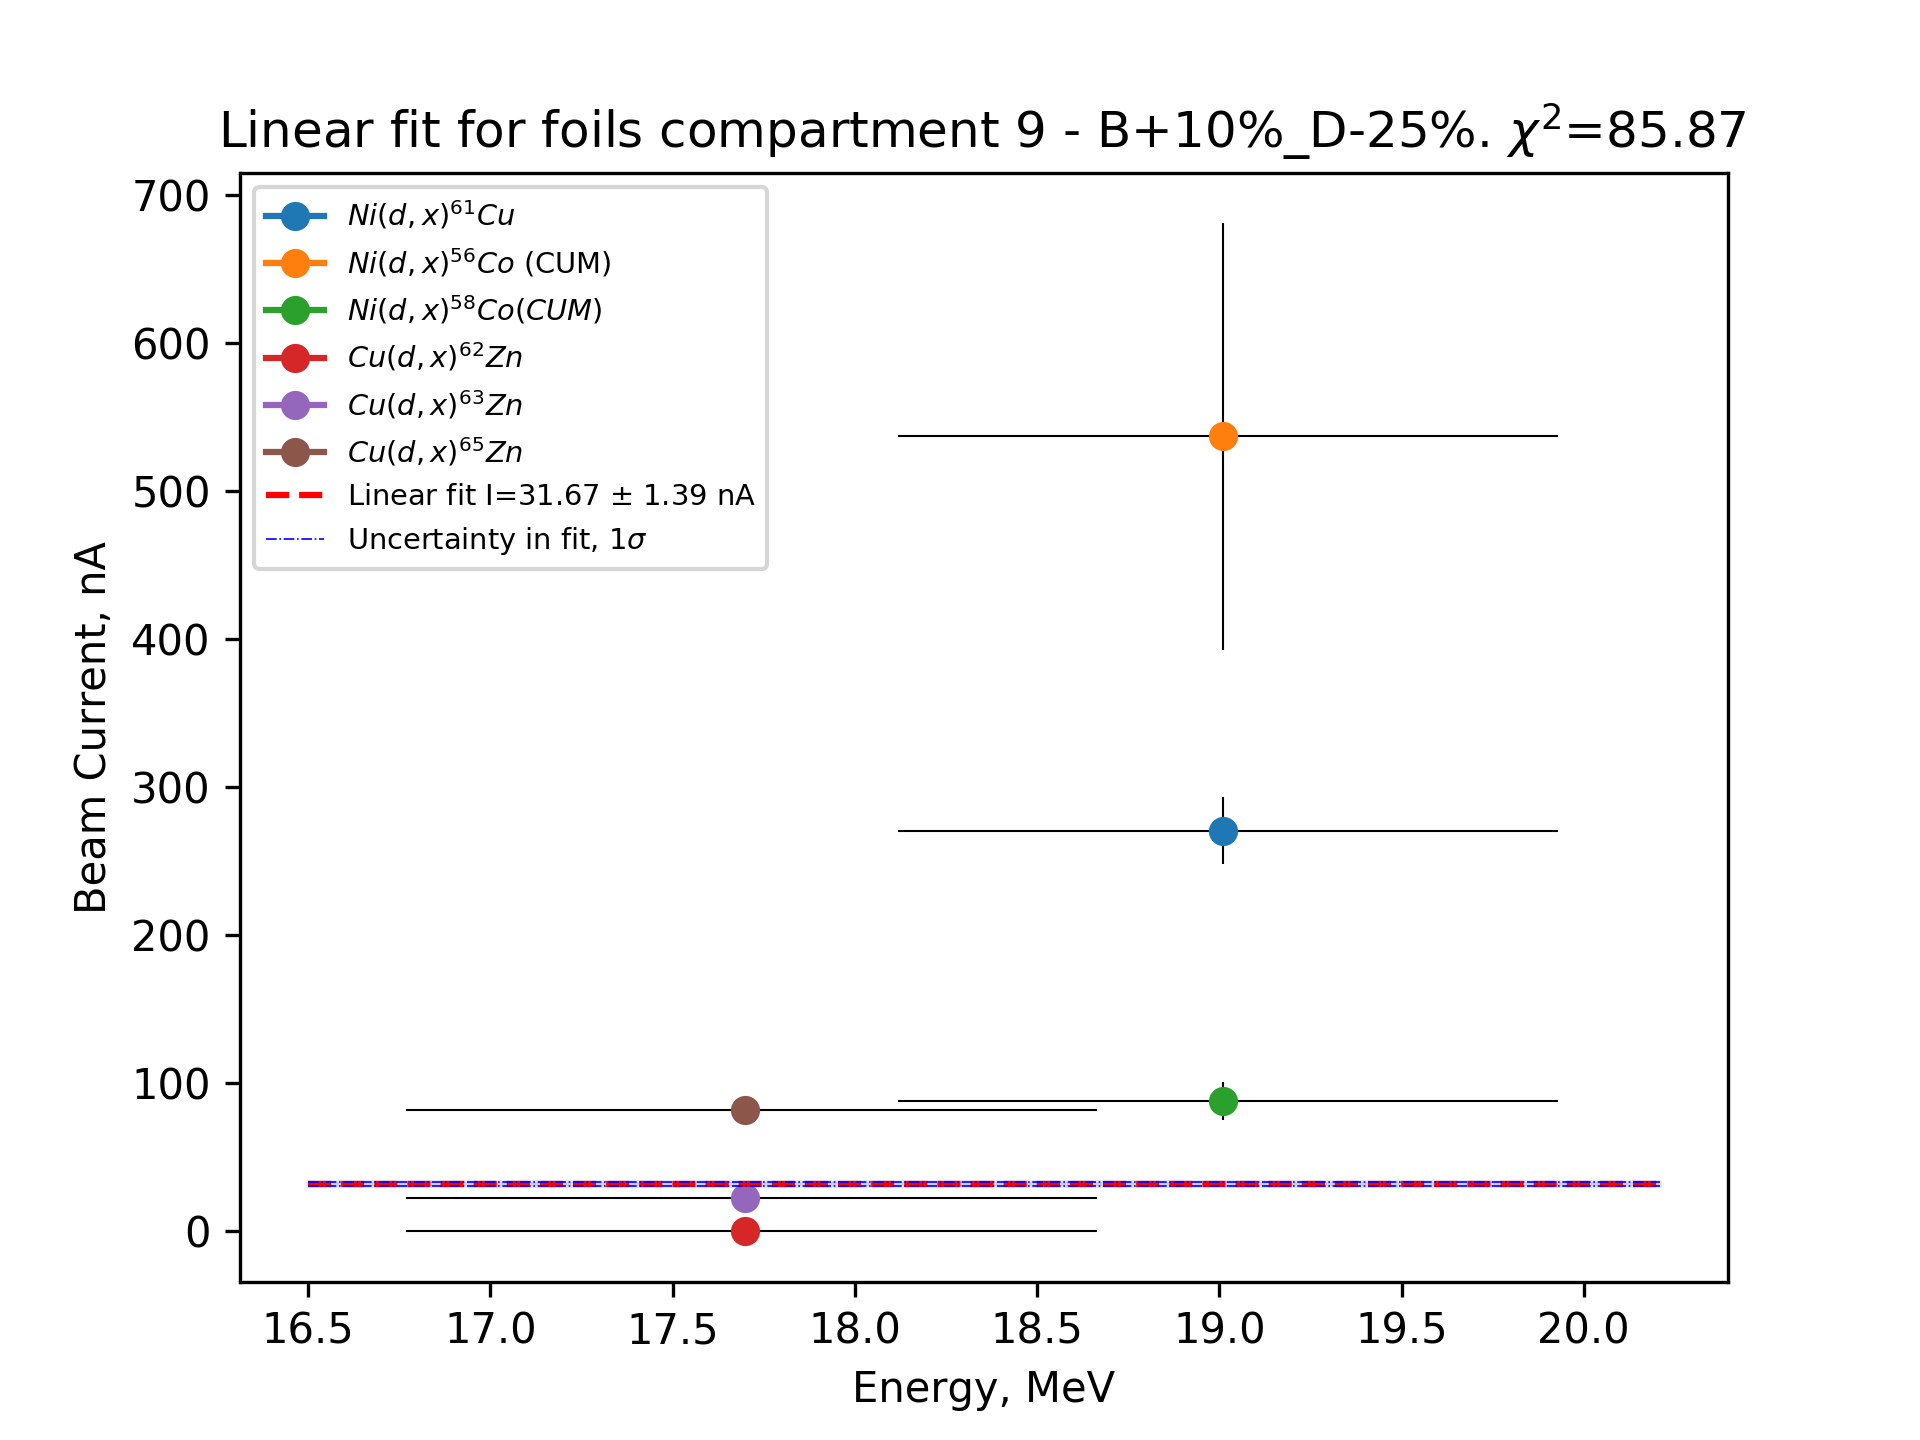 Linear fit for foils compartment 9 - B+10%_D-25%. χ²=85.87
Ni(d, x)⁶¹Cu
Ni(d, x)⁵⁶Co (CUM)
Ni(d, x)⁵⁸Co(CUM)
Cu(d, x)⁶²Zn
Cu(d, x)⁶³Zn
Cu(d, x)⁶⁵Zn
Linear fit I=31.67 ± 1.39 nA
Uncertainty in fit, 1σ
Beam Current, nA
700
600
500
400
300
200
100
0
16.5 17.0 17.5 18.0 18.5 19.0 19.5 20.0
Energy, MeV